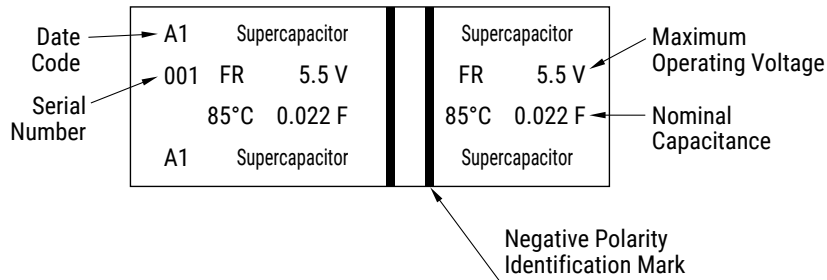 Date
Code
Serial
Number
A1 Supercapacitor
001 FR 5.5 V
85°C 0.022 F
A1 Supercapacitor
Supercapacitor
FR 5.5 V
85°C 0.022 F
Supercapacitor
Maximum
Operating Voltage
Nominal
Capacitance
Negative Polarity
Identification Mark